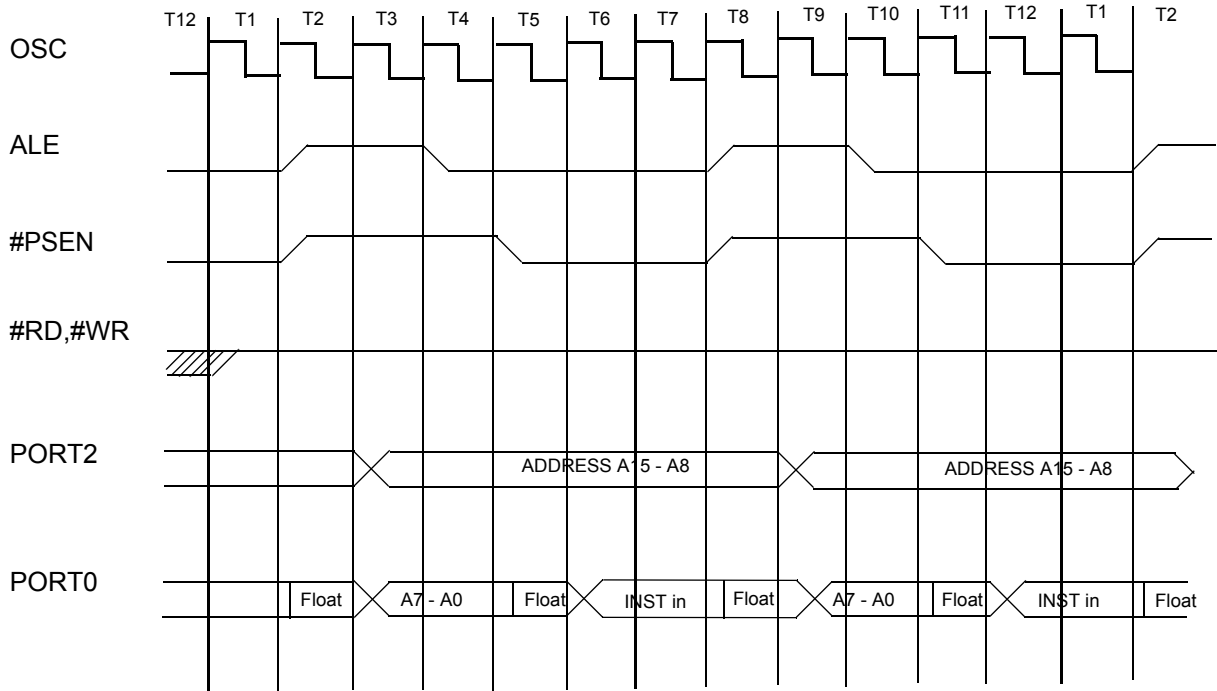 T12 T1 T2 T3 T4 T5 T6 T7 T8 T9 T10 T11 T12 T1 T2
OSC
ALE
#PSEN
#RD,#WR
PORT2 ADDRESS A15 - A8 ADDRESS A15 - A8
PORT0 Float A7 - A0 Float INST in Float A7 - A0 Float INST in Float